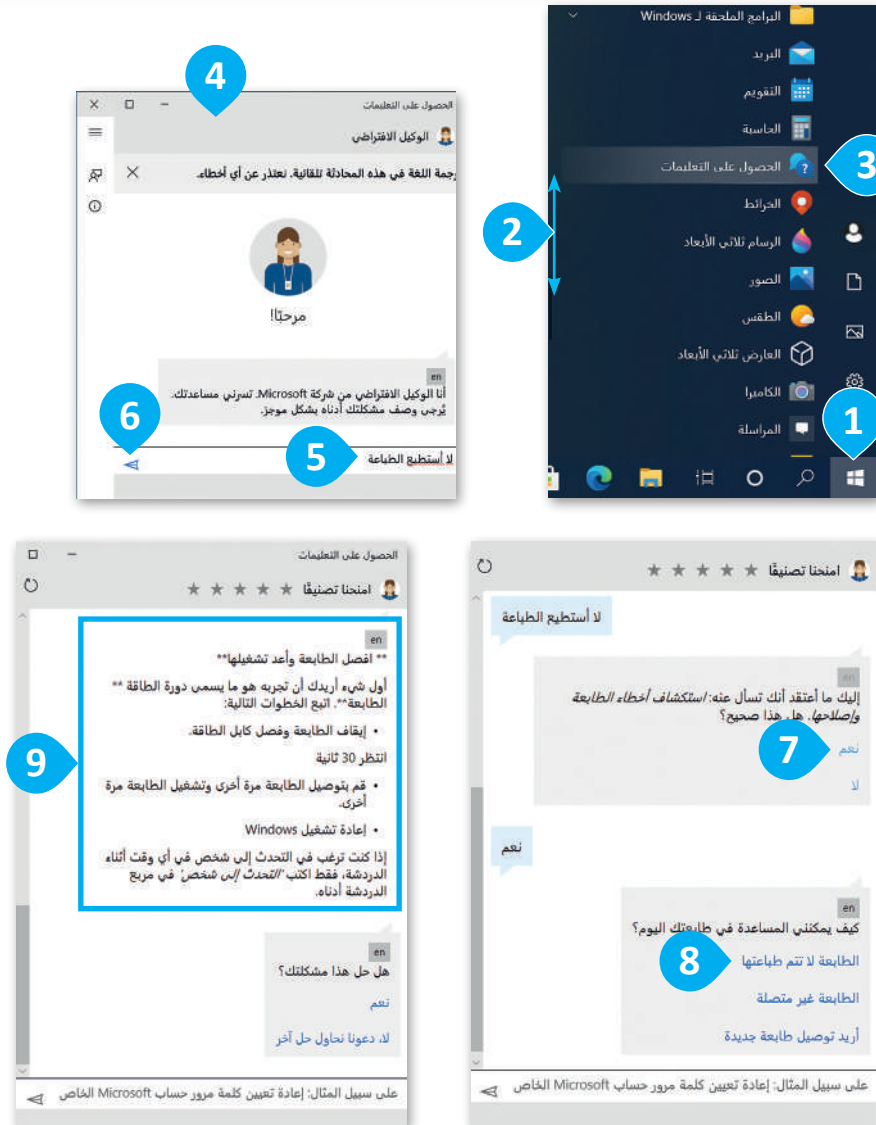 البرامج الملحقة لـ Windows
البريد
التقويم
الحاسبة
الحصول على التعليمات
3
الخرائط
2
الرسام ثلاثي الأبعاد
الصور
الطقس
العارض ثلاثي الأبعاد
الكاميرا
المراسلة
1
4
الحصول على التعليمات
الوكيل الافتراضي
رجمة اللغة في هذه المحادثة تلقائية. نعتذر عن أي أخطاء.
مرحبًا!
en
أنا الوكيل الافتراضي من شركة Microsoft. تسرني مساعدتك.
يُرجى وصف مشكلتك أدناه بشكل موجز.
6
لا أستطيع الطباعة
5
امنحنا تصنيفًا
لا أستطيع الطباعة
en
إليك ما أعتقد أنك تسأل عنه: استكشاف أخطاء الطابعة
وإصلاحها. هل هذا صحيح؟
نعم
7
لا
نعم
en
كيف يمكنني المساعدة في طابعتك اليوم؟
الطابعة لا تتم طباعتها
8
الطابعة غير متصلة
أريد توصيل طابعة جديدة
على سبيل المثال: إعادة تعيين كلمة مرور حساب Microsoft الخاص
الحصول على التعليمات
امنحنا تصنيفًا
en
** افصل الطابعة وأعد تشغيلها**
أول شيء أريدك أن تجربه هو ما يسمى دورة الطاقة **
الطابعة**. اتبع الخطوات التالية:
• إيقاف الطابعة وفصل كابل الطاقة.
انتظر 30 ثانية
9
• قم بتوصيل الطابعة مرة أخرى وتشغيل الطابعة مرة
أخرى.
• إعادة تشغيل Windows
إذا كنت ترغب في التحدث إلى شخص في أي وقت أثناء
الدردشة، فقط اكتب "التحدث إلى شخص" في مربع
الدردشة أدناه.
en
هل حل هذا مشكلتك؟
نعم
لا، دعونا نحاول حل آخر
على سبيل المثال: إعادة تعيين كلمة مرور حساب Microsoft الخاص